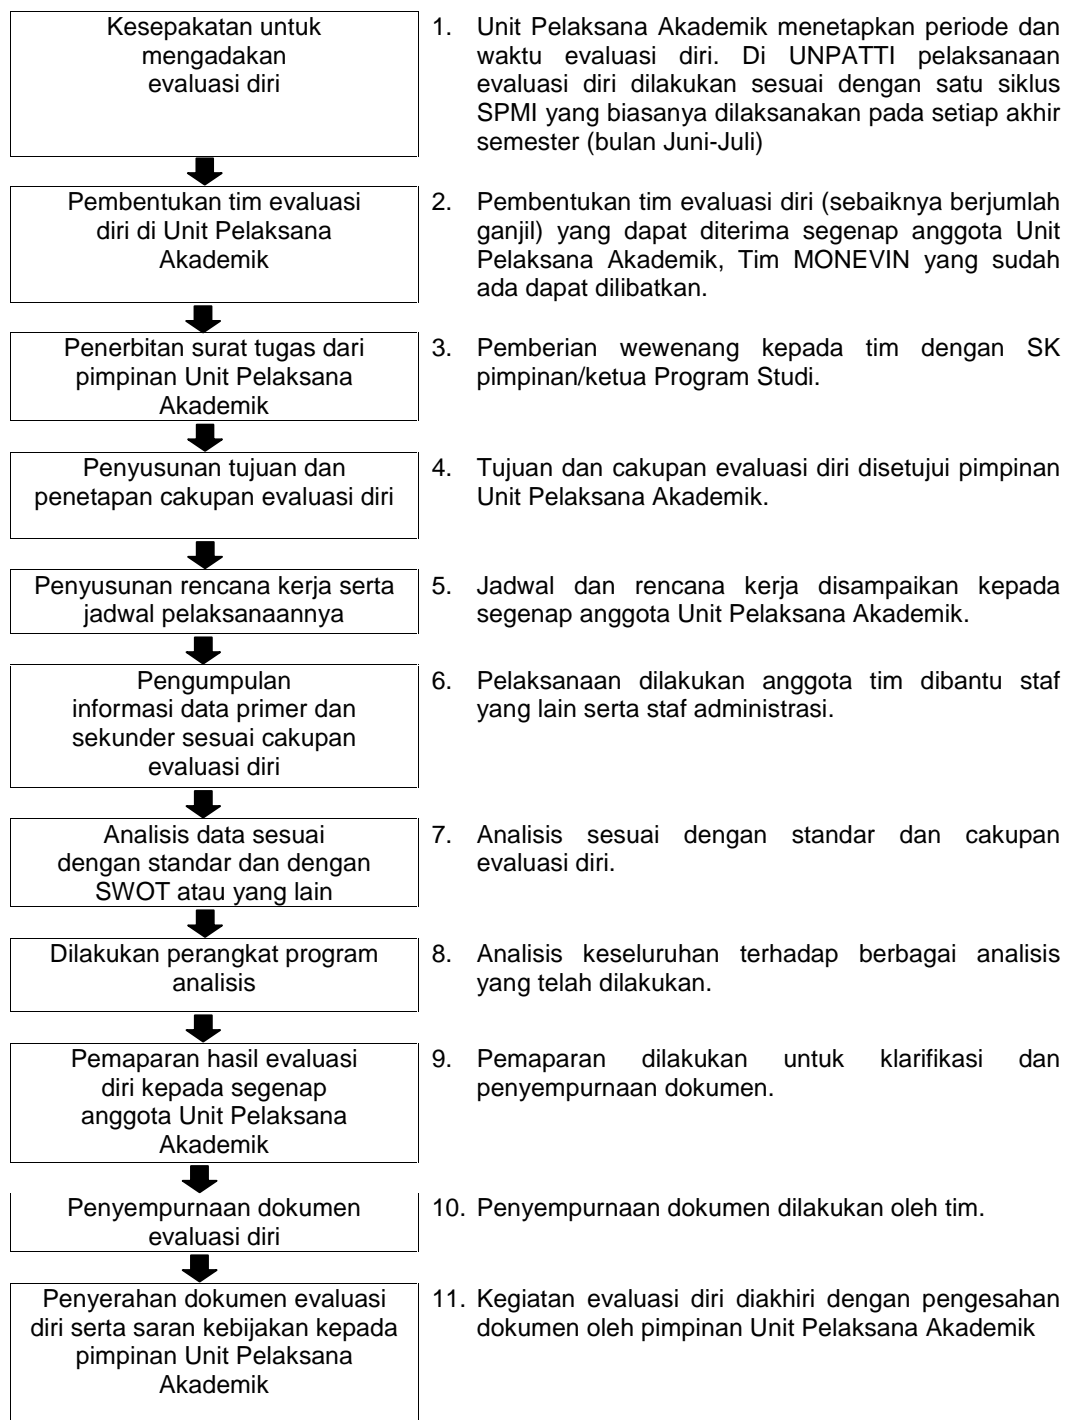 Kesepakatan untuk
mengadakan
evaluasi diri
1. Unit Pelaksana Akademik menetapkan periode dan
waktu evaluasi diri. Di UNPATTI pelaksanaan
evaluasi diri dilakukan sesuai dengan satu siklus
SPMI yang biasanya dilaksanakan pada setiap akhir
semester (bulan Juni-Juli)
Pembentukan tim evaluasi
diri di Unit Pelaksana
Akademik
2. Pembentukan tim evaluasi diri (sebaiknya berjumlah
ganjil) yang dapat diterima segenap anggota Unit
Pelaksana Akademik, Tim MONEVIN yang sudah
ada dapat dilibatkan.
Penerbitan surat tugas dari
pimpinan Unit Pelaksana
Akademik
3. Pemberian wewenang kepada tim dengan SK
pimpinan/ketua Program Studi.
Penyusunan tujuan dan
penetapan cakupan evaluasi diri
4. Tujuan dan cakupan evaluasi diri disetujui pimpinan
Unit Pelaksana Akademik.
Penyusunan rencana kerja serta
jadwal pelaksanaannya
5. Jadwal dan rencana kerja disampaikan kepada
segenap anggota Unit Pelaksana Akademik.
Pengumpulan
informasi data primer dan
sekunder sesuai cakupan
evaluasi diri
6. Pelaksanaan dilakukan anggota tim dibantu staf
yang lain serta staf administrasi.
Analisis data sesuai
dengan standar dan dengan
SWOT atau yang lain
7. Analisis sesuai dengan standar dan cakupan
evaluasi diri.
Dilakukan perangkat program
analisis
8. Analisis keseluruhan terhadap berbagai analisis
yang telah dilakukan.
Pemaparan hasil evaluasi
diri kepada segenap
anggota Unit Pelaksana
Akademik
9. Pemaparan dilakukan untuk klarifikasi dan
penyempurnaan dokumen.
Penyempurnaan dokumen
evaluasi diri
10. Penyempurnaan dokumen dilakukan oleh tim.
Penyerahan dokumen evaluasi
diri serta saran kebijakan kepada
pimpinan Unit Pelaksana
Akademik
11. Kegiatan evaluasi diri diakhiri dengan pengesahan
dokumen oleh pimpinan Unit Pelaksana Akademik